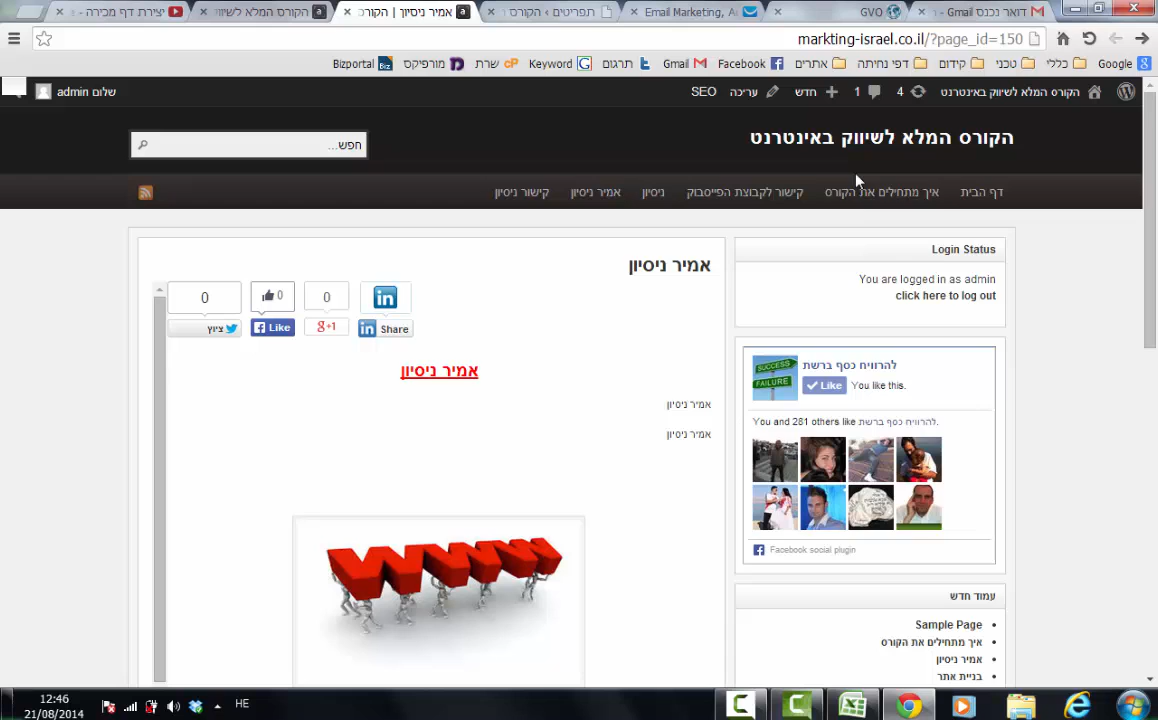 דואר נכנס - Gmail
GVO
Email Marketing, A
תפריטים ‹ הקורס
אמיר ניסיון | הקורס
הקורס המלא לשיווק
יצירת דף מכירה -
markting-israel.co.il/?page_id=150
Google
כללי
טכני
קידום
דפי נחיתה
אתרים
Facebook
Gmail
תרגום
Keyword
שרת
מורפיקס
Bizportal
הקורס המלא לשיווק באינטרנט
4
1
חדש
עריכה
SEO
שלום admin
הקורס המלא לשיווק באינטרנט
חפש...
דף הבית
איך מתחילים את הקורס
קישור לקבוצת הפייסבוק
ניסיון
אמיר ניסיון
קישור ניסיון
Login Status
You are logged in as admin
click here to log out
להרוויח כסף ברשת
Like
You like this.
You and 281 others like להרוויח כסף ברשת.
Facebook social plugin
עמוד חדש
Sample Page
איך מתחילים את הקורס
אמיר ניסיון
בניית אתר
אמיר ניסיון
0
0
0
in
ציוץ
Like
g+1
in Share
אמיר ניסיון
אמיר ניסיון
אמיר ניסיון
WWW
12:46
21/08/2014
HE